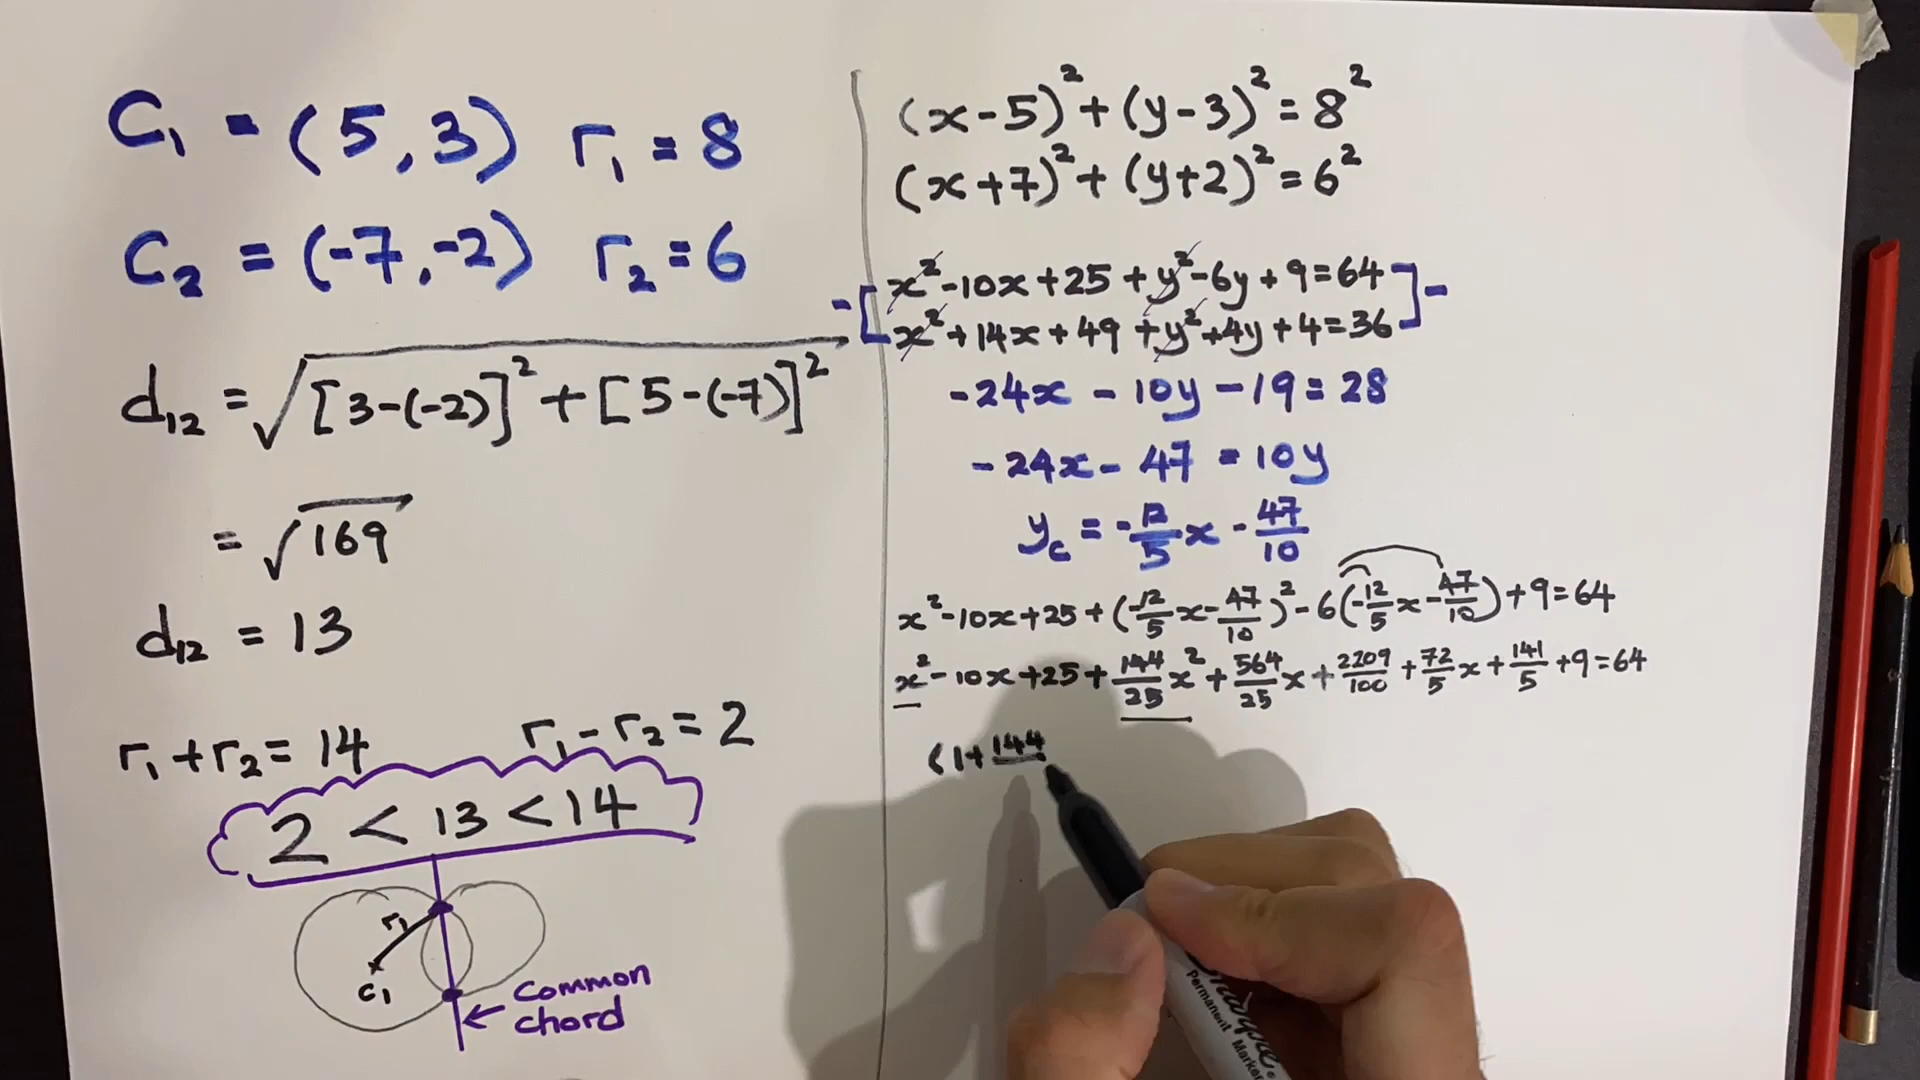 C₁ = (5, 3) r₁ = 8
C₂ = (-7, -2) r₂ = 6
d₁₂ = √([3-(-2)]² + [5-(-7)]²)
= √169
d₁₂ = 13
r₁ + r₂ = 14 r₁ - r₂ = 2
2 < 13 < 14
r₁
C₁
Common
chord
(x-5)² + (y-3)² = 8²
(x+7)² + (y+2)² = 6²
x² - 10x + 25 + y² - 6y + 9 = 64
x² + 14x + 49 + y² + 4y + 4 = 36
-24x - 10y - 19 = 28
-24x - 47 = 10y
y_c = -12/5 x - 47/10
x² - 10x + 25 + (-12/5 x - 47/10)² - 6(-12/5 x - 47/10) + 9 = 64
x² - 10x + 25 + 144/25 x² + 564/25 x + 2209/100 + 72/5 x + 141/5 + 9 = 64
(1 + 144
Permanent Marker